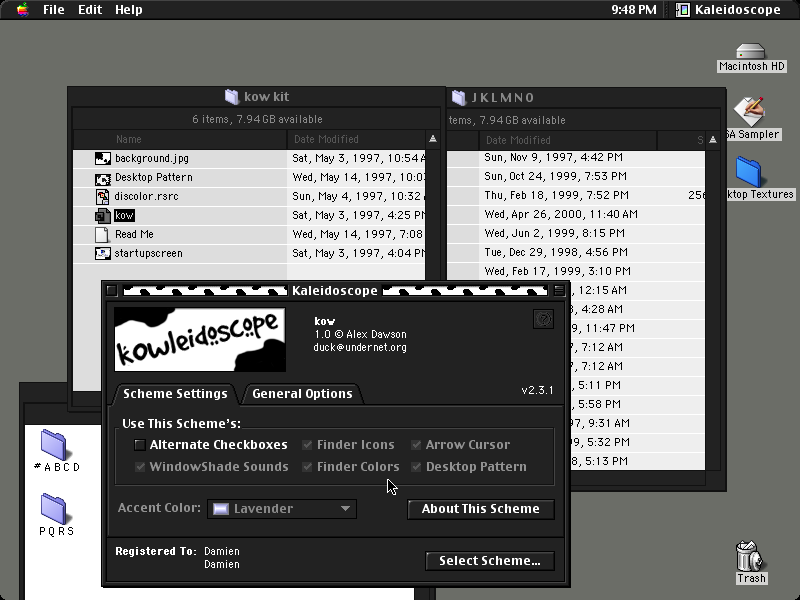 File Edit Help
9:48 PM Kaleidoscope
Macintosh HD
SA Sampler
ktop Textures
Trash
kow kit
6 items, 7.94 GB available
Name Date Modified
background.jpg Sat, May 3, 1997, 10:54 A
Desktop Pattern Wed, May 14, 1997, 10:03
discolor.rsrc Sun, May 4, 1997, 10:32
kow Sat, May 3, 1997, 4:25 P
Read Me Wed, May 14, 1997, 7:08
startupscreen Sat, May 3, 1997, 4:04 P
JKLMNO
tems, 7.94 GB available
Date Modified S
Sun, Nov 9, 1997, 4:42 PM
Sun, Oct 24, 1999, 7:53 PM
Thu, Feb 18, 1999, 7:52 PM 256
Wed, Apr 26, 2000, 11:40 AM
Wed, Jun 2, 1999, 8:15 PM
Tue, Dec 29, 1998, 4:56 PM
Wed, Feb 17, 1999, 3:10 PM
, 12:15 AM
, 4:28 AM
, 11:47 PM
, 7:12 AM
, 7:12 AM
, 5:11 PM
, 5:58 PM
, 9:31 AM
, 5:32 PM
, 5:13 PM
#ABCD
PQRS
Kaleidoscope
kowleidoscope
kow
1.0 © Alex Dawson
duck@undernet.org
?
v2.3.1
Scheme Settings General Options
Use This Scheme's:
Alternate Checkboxes Finder Icons Arrow Cursor
WindowShade Sounds Finder Colors Desktop Pattern
Accent Color: Lavender
About This Scheme
Registered To: Damien
Damien
Select Scheme...